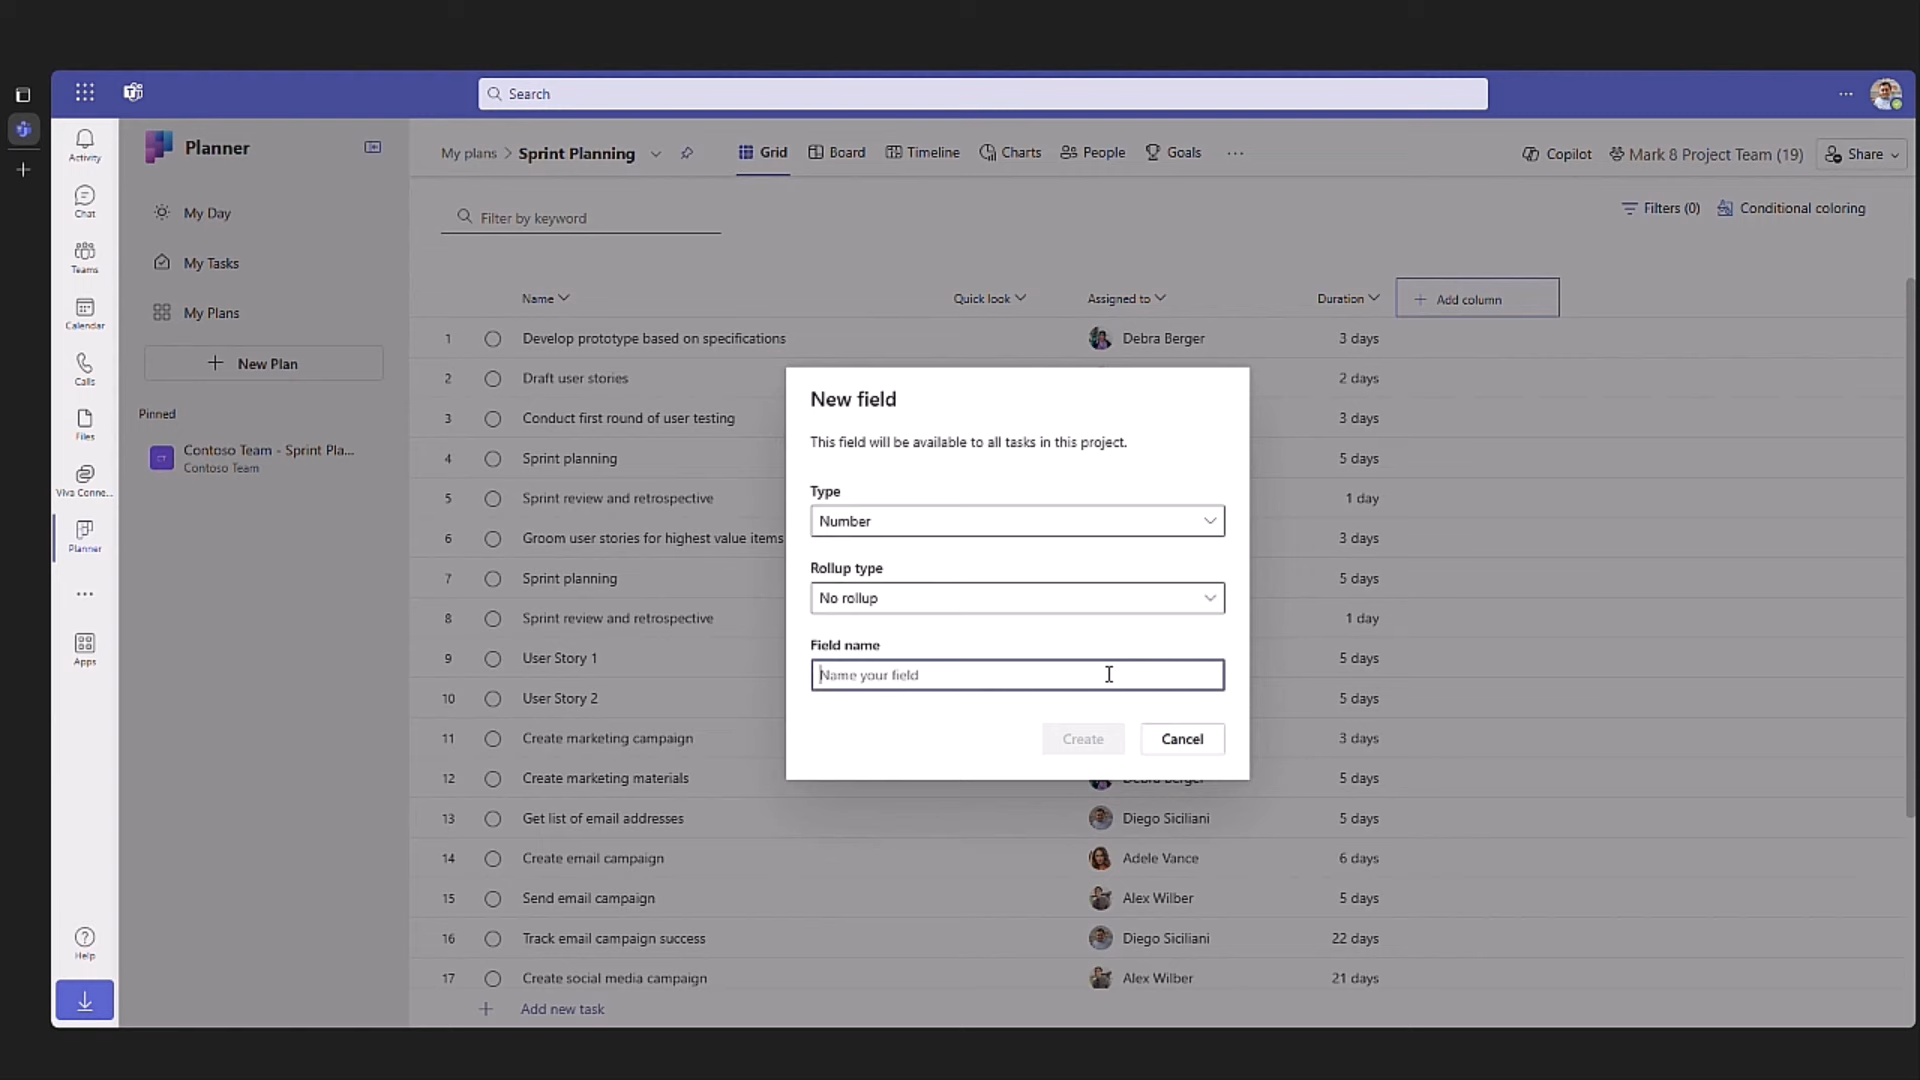 Search
Activity
Chat
Teams
Calendar
Calls
Files
Viva Conne...
Planner
Apps
Help
Planner
My Day
My Tasks
My Plans
New Plan
Pinned
CT
Contoso Team - Sprint Pla...
Contoso Team
My plans > Sprint Planning
Grid Board Timeline Charts People Goals
Copilot Mark 8 Project Team (19) Share
Filter by keyword
Filters (0) Conditional coloring
Name Quick look Assigned to Duration Add column
1 Develop prototype based on specifications Debra Berger 3 days
2 Draft user stories 2 days
3 Conduct first round of user testing 3 days
4 Sprint planning 5 days
5 Sprint review and retrospective 1 day
6 Groom user stories for highest value items 3 days
7 Sprint planning 5 days
8 Sprint review and retrospective 1 day
9 User Story 1 5 days
10 User Story 2 5 days
11 Create marketing campaign 3 days
12 Create marketing materials Debra Berger 5 days
13 Get list of email addresses Diego Siciliani 5 days
14 Create email campaign Adele Vance 6 days
15 Send email campaign Alex Wilber 5 days
16 Track email campaign success Diego Siciliani 22 days
17 Create social media campaign Alex Wilber 21 days
Add new task
New field
This field will be available to all tasks in this project.
Type
Number
Rollup type
No rollup
Field name
Name your field
Create Cancel